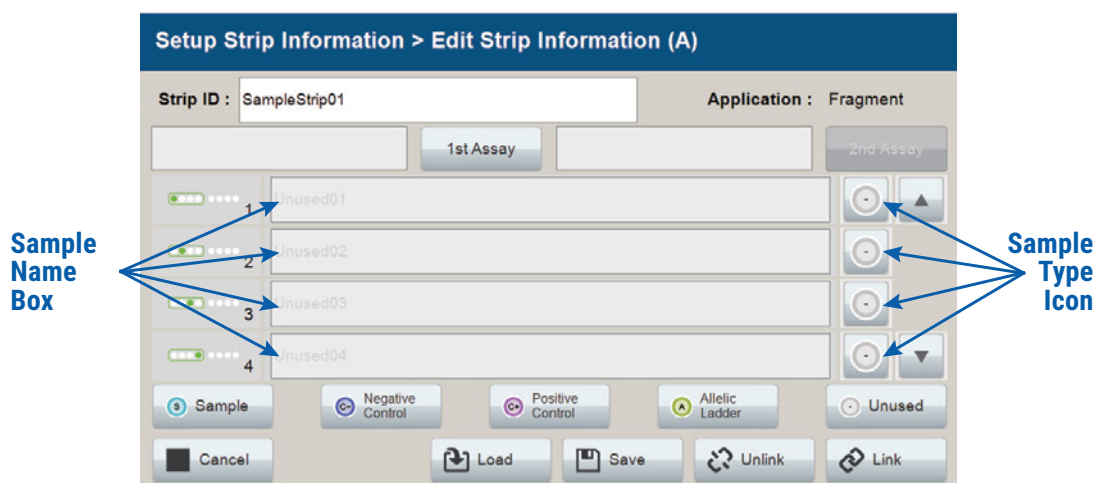 Setup Strip Information > Edit Strip Information (A)
Strip ID : SampleStrip01 Application : Fragment
1st Assay 2nd Assay
1 Unused01
2 Unused02
3 Unused03
4 Unused04
Sample
Name
Box
Sample
Type
Icon
S Sample C- Negative
Control C+ Positive
Control A Allelic
Ladder - Unused
Cancel Load Save Unlink Link